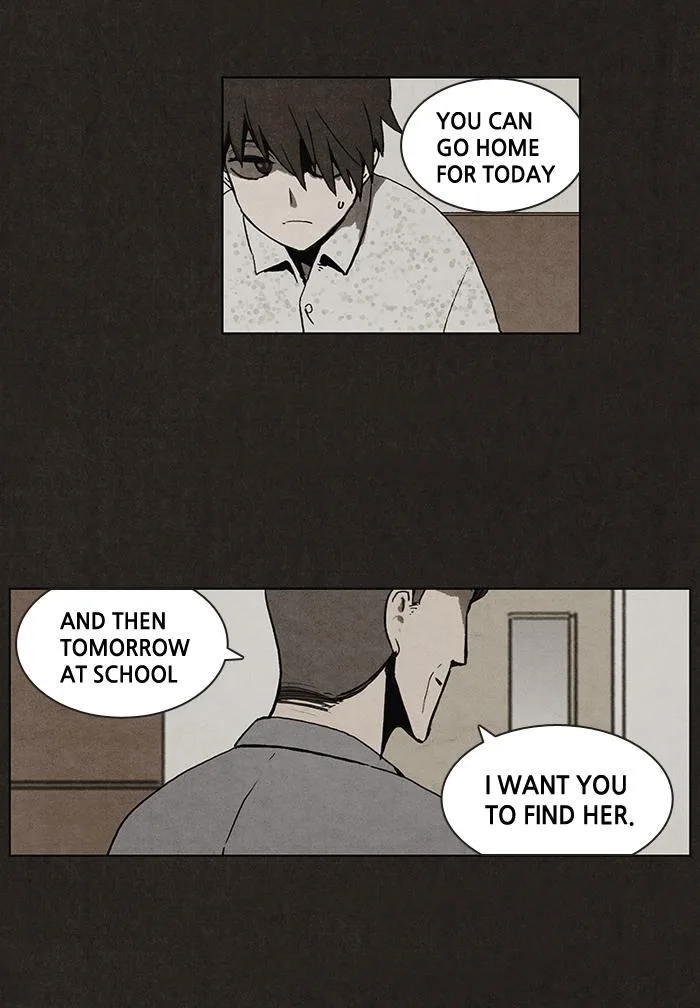 YOU CAN
GO HOME
FOR TODAY
AND THEN
TOMORROW
AT SCHOOL
I WANT YOU
TO FIND HER.